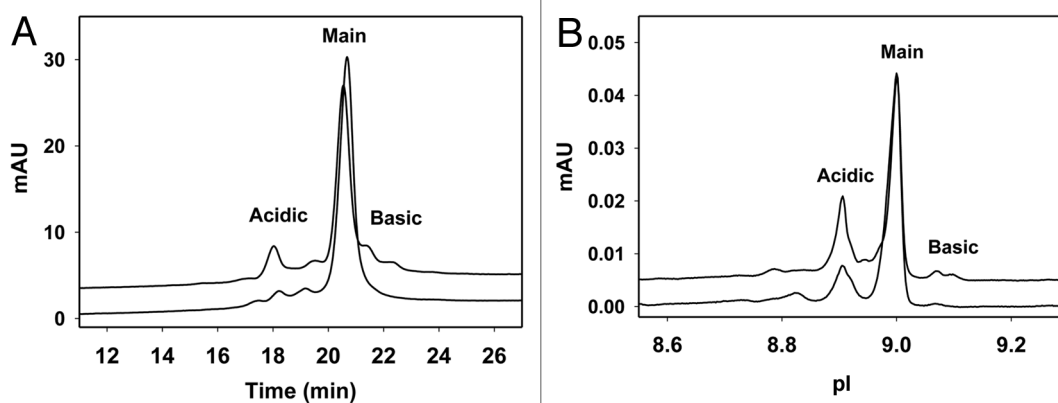 A
Main
30
20
10
0
mAU
Acidic
Basic
12 14 16 18 20 22 24 26
Time (min)
B
Main
0.05
0.04
0.03
0.02
0.01
0.00
mAU
Acidic
Basic
8.6 8.8 9.0 9.2
pI